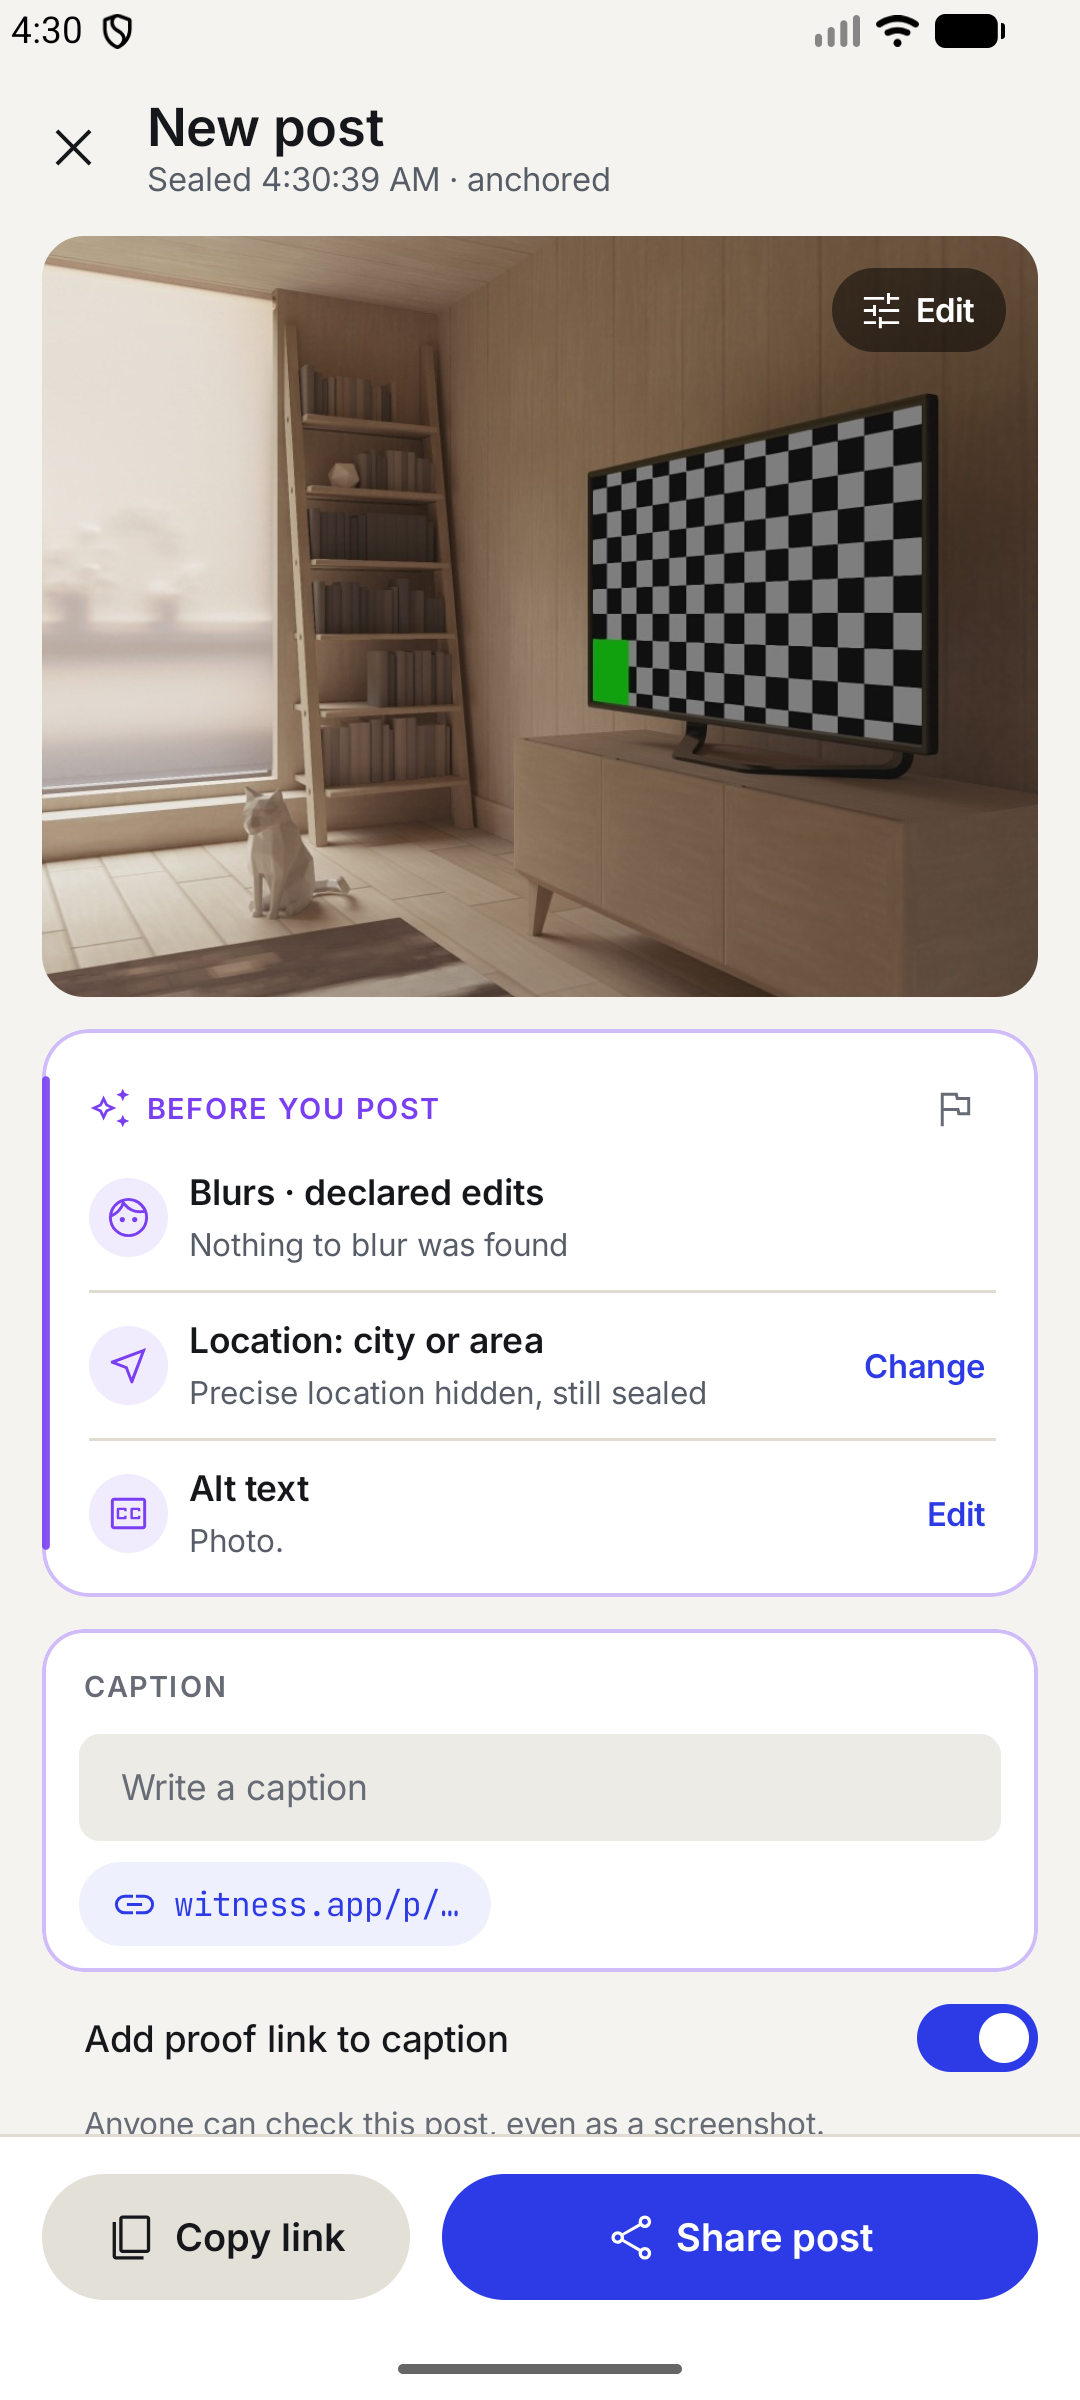 4:30
New post
Sealed 4:30:39 AM · anchored
Edit
BEFORE YOU POST
Blurs · declared edits
Nothing to blur was found
Location: city or area
Precise location hidden, still sealed
Change
Alt text
Photo.
Edit
CAPTION
Write a caption
witness.app/p/…
Add proof link to caption
Anyone can check this post, even as a screenshot.
Copy link
Share post